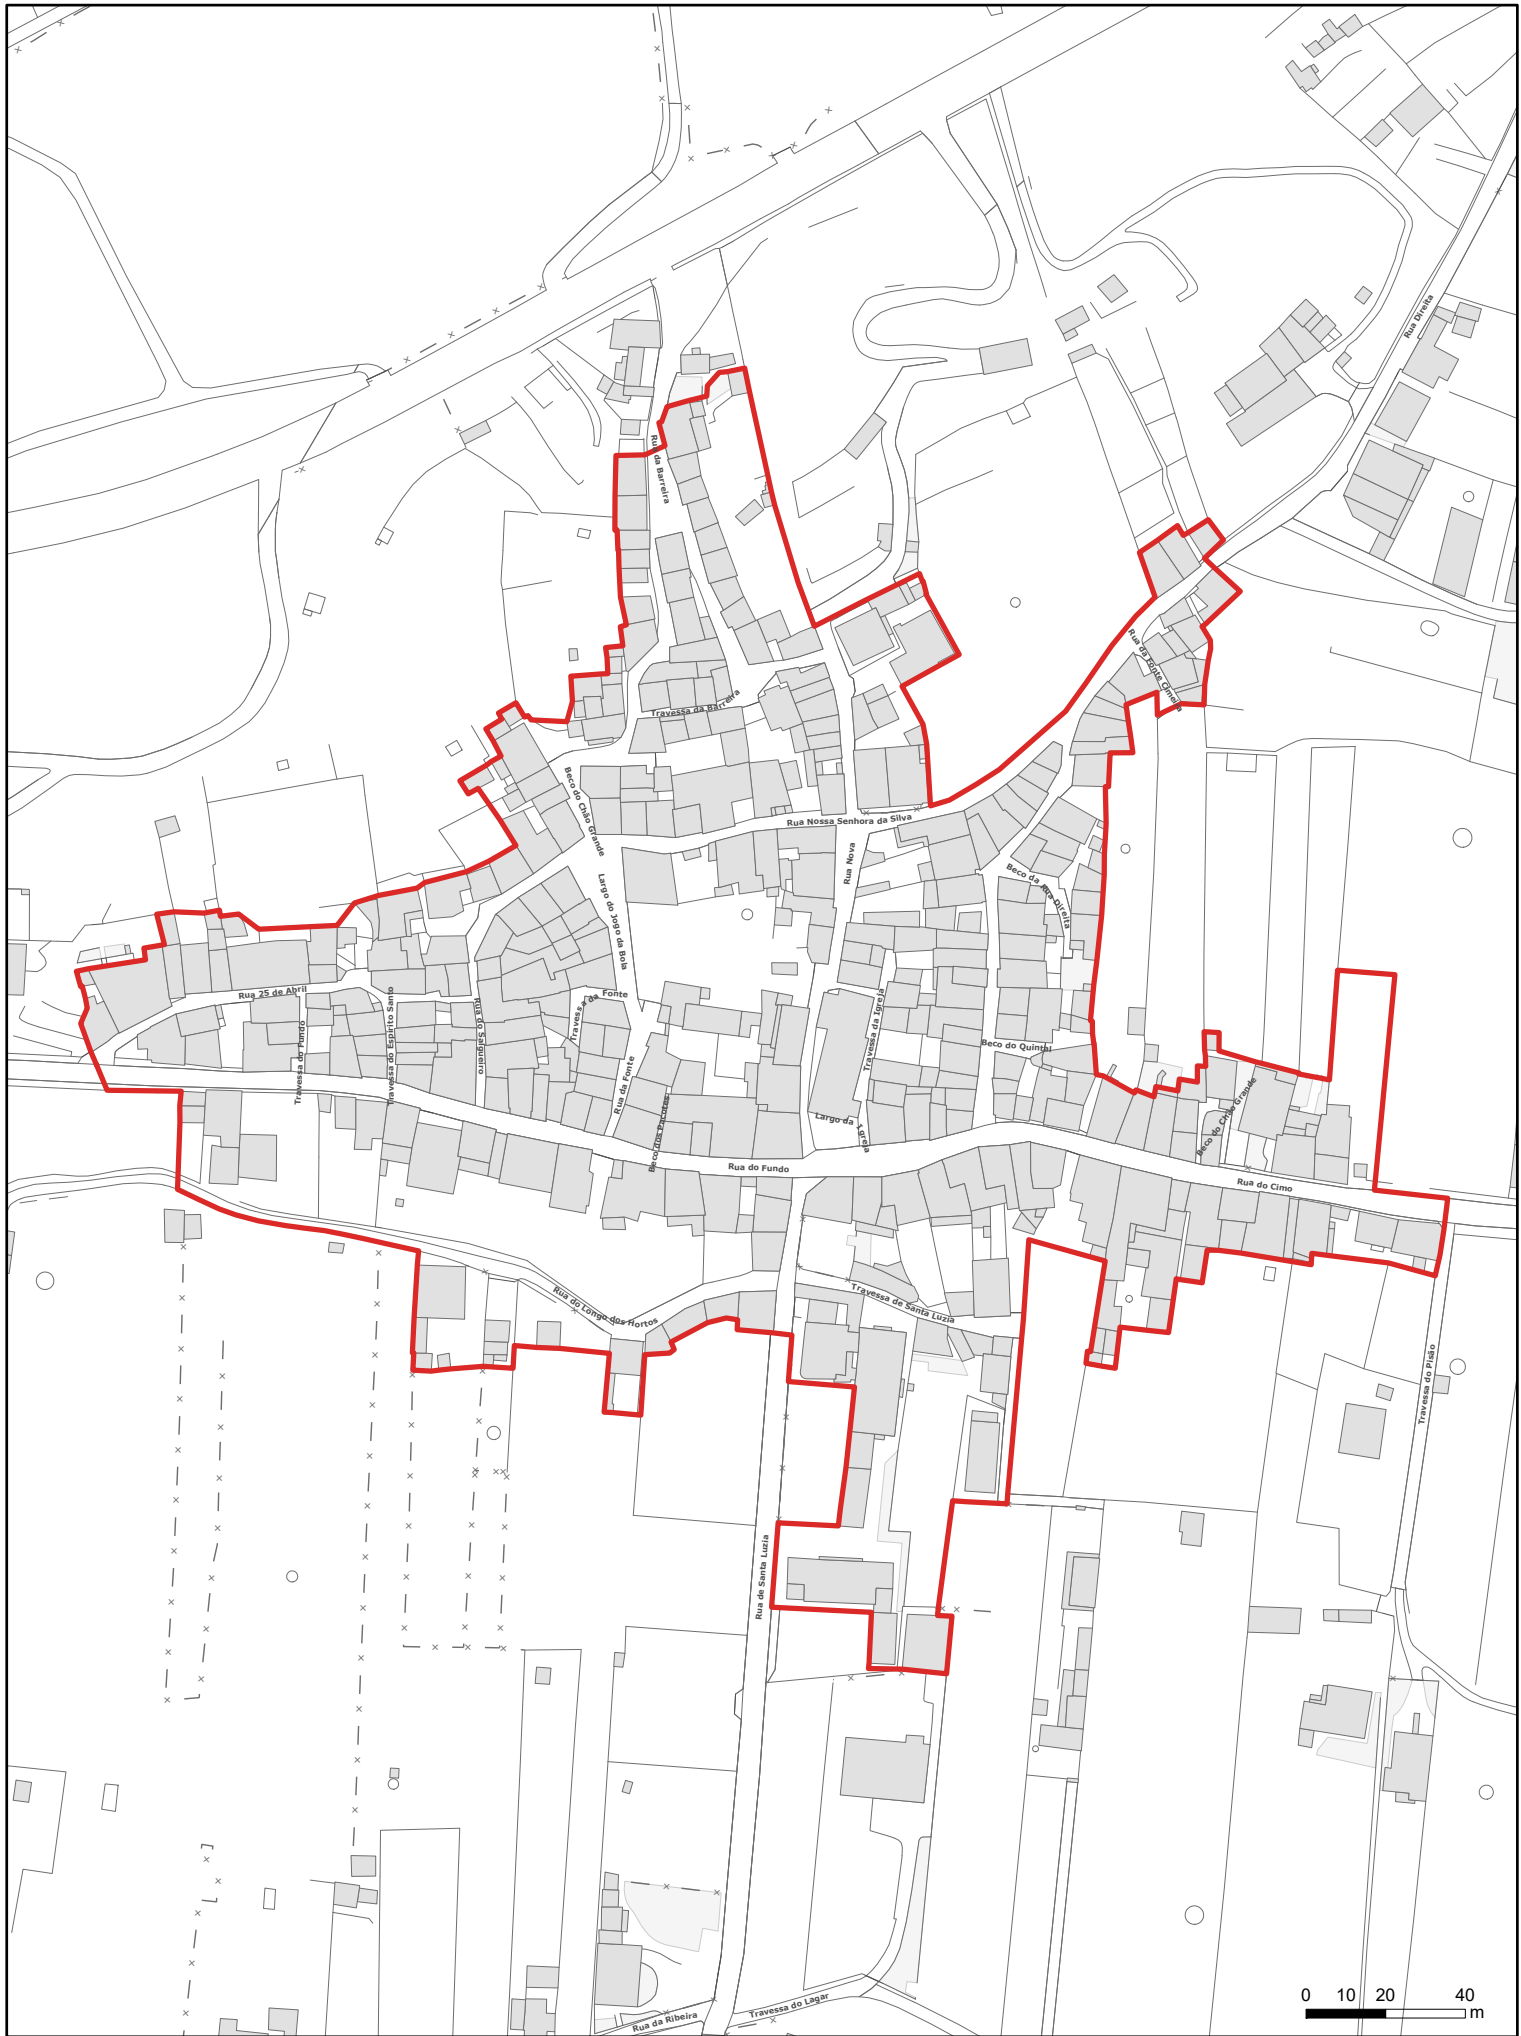 Rua Direita
Rua da Barreira
Rua da Fonte Cimeira
Travessa da Barreira
Beco do Chão Grande
Rua Nossa Senhora da Silva
Rua Nova
Beco da Rua Direita
Largo do Jogo da Bola
Rua 25 de Abril
Travessa da Fonte
Travessa do Fundo
Travessa do Espírito Santo
Rua do Salgueiro
Travessa da Igreja
Beco do Quintal
Rua da Fonte
Beco dos Pacotes
Largo da Igreja
Beco do Chão Grande
Rua do Fundo
Rua do Cimo
Rua do Longo dos Hortos
Travessa de Santa Luzia
Travessa do Pisão
Rua de Santa Luzia
Travessa do Lagar
Rua da Ribeira
0 10 20 40
m